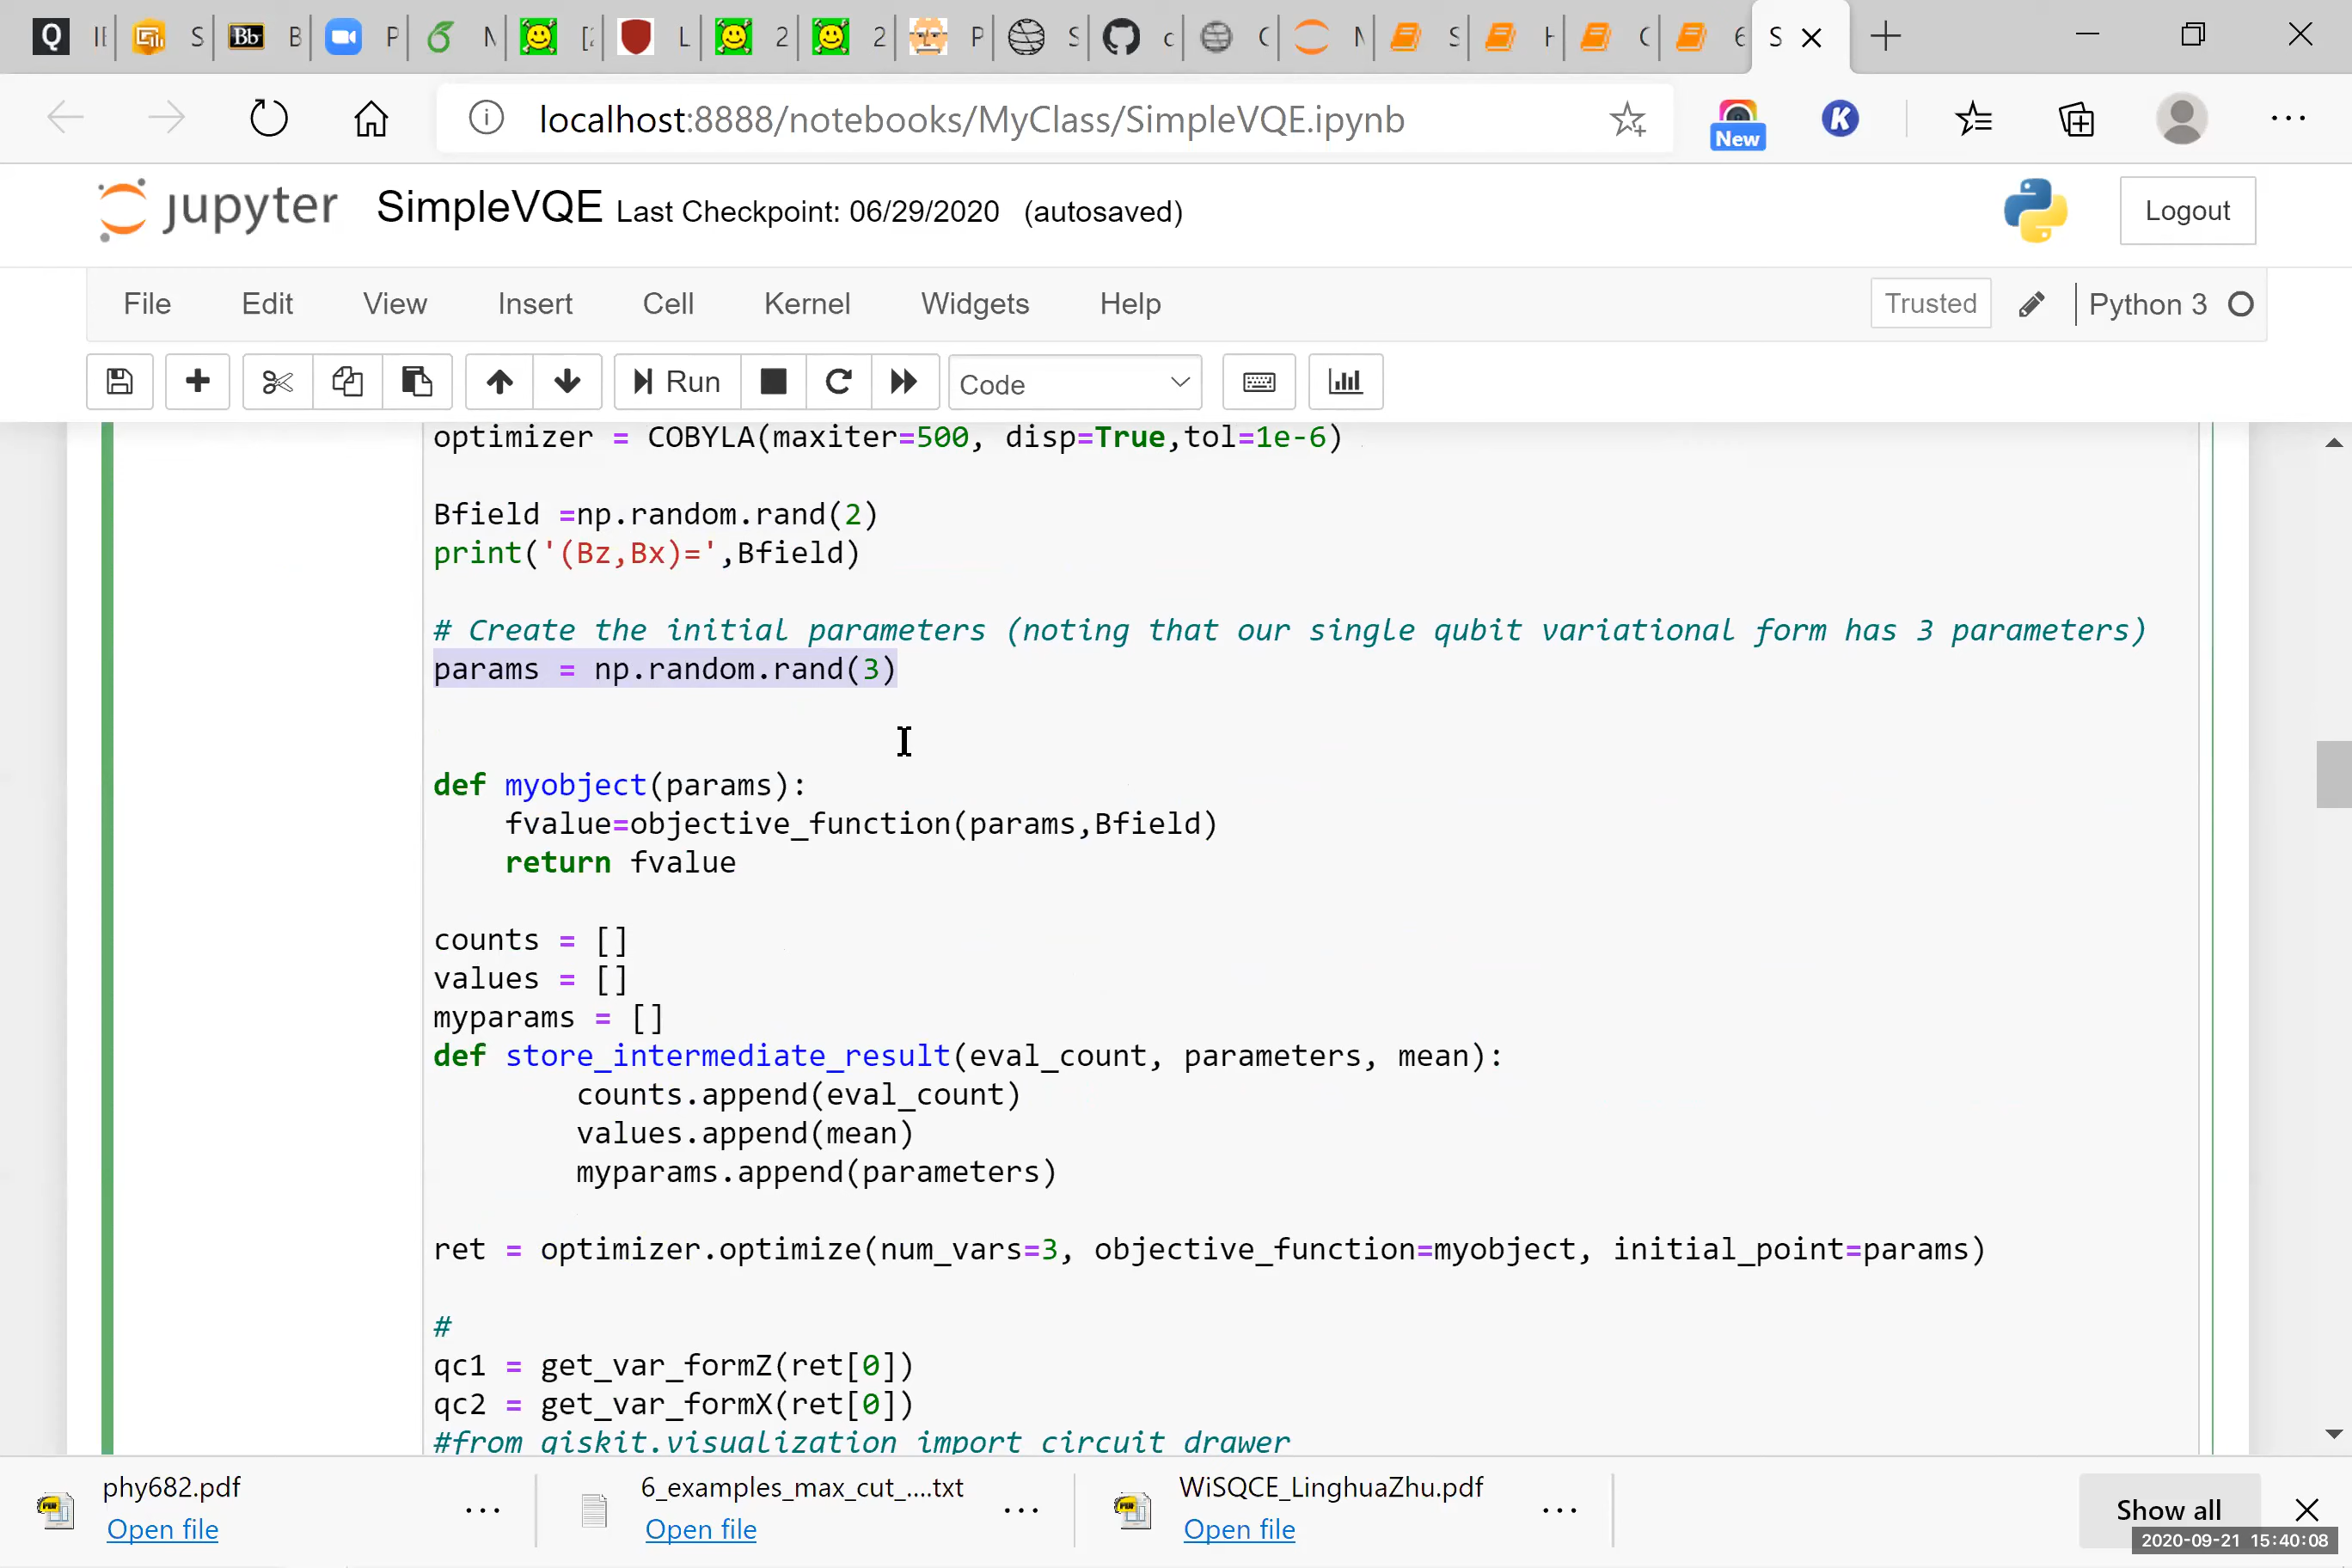 Q IE S Bb B P N [2 L 2 2 P S C N S H C 6 S
localhost:8888/notebooks/MyClass/SimpleVQE.ipynb
New
K
jupyter SimpleVQE Last Checkpoint: 06/29/2020 (autosaved)
Logout
File Edit View Insert Cell Kernel Widgets Help
Trusted
Python 3
Run
Code
optimizer = COBYLA(maxiter=500, disp=True,tol=1e-6)
Bfield =np.random.rand(2)
print('(Bz,Bx)=',Bfield)
# Create the initial parameters (noting that our single qubit variational form has 3 parameters)
params = np.random.rand(3)
def myobject(params):
fvalue=objective_function(params,Bfield)
return fvalue
counts = []
values = []
myparams = []
def store_intermediate_result(eval_count, parameters, mean):
counts.append(eval_count)
values.append(mean)
myparams.append(parameters)
ret = optimizer.optimize(num_vars=3, objective_function=myobject, initial_point=params)
#
qc1 = get_var_formZ(ret[0])
qc2 = get_var_formX(ret[0])
#from qiskit.visualization import circuit_drawer
phy682.pdf
Open file
6_examples_max_cut_....txt
Open file
WiSQCE_LinghuaZhu.pdf
Open file
Show all
2020-09-21 15:40:08